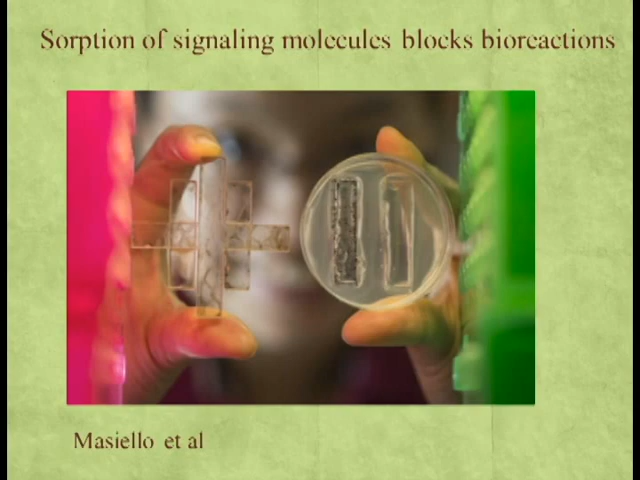 Sorption of signaling molecules blocks bioreactions
Masiello et al